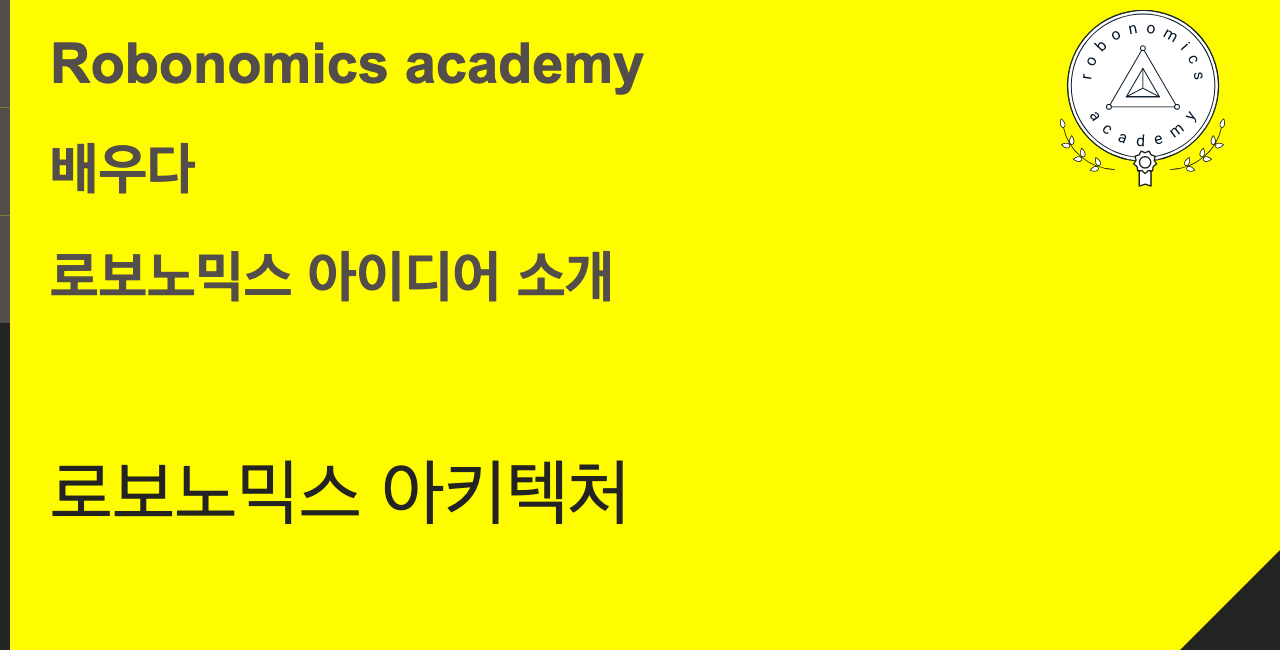 Robonomics academy
배우다
로보노믹스 아이디어 소개
로보노믹스 아키텍처
robonomics
academy